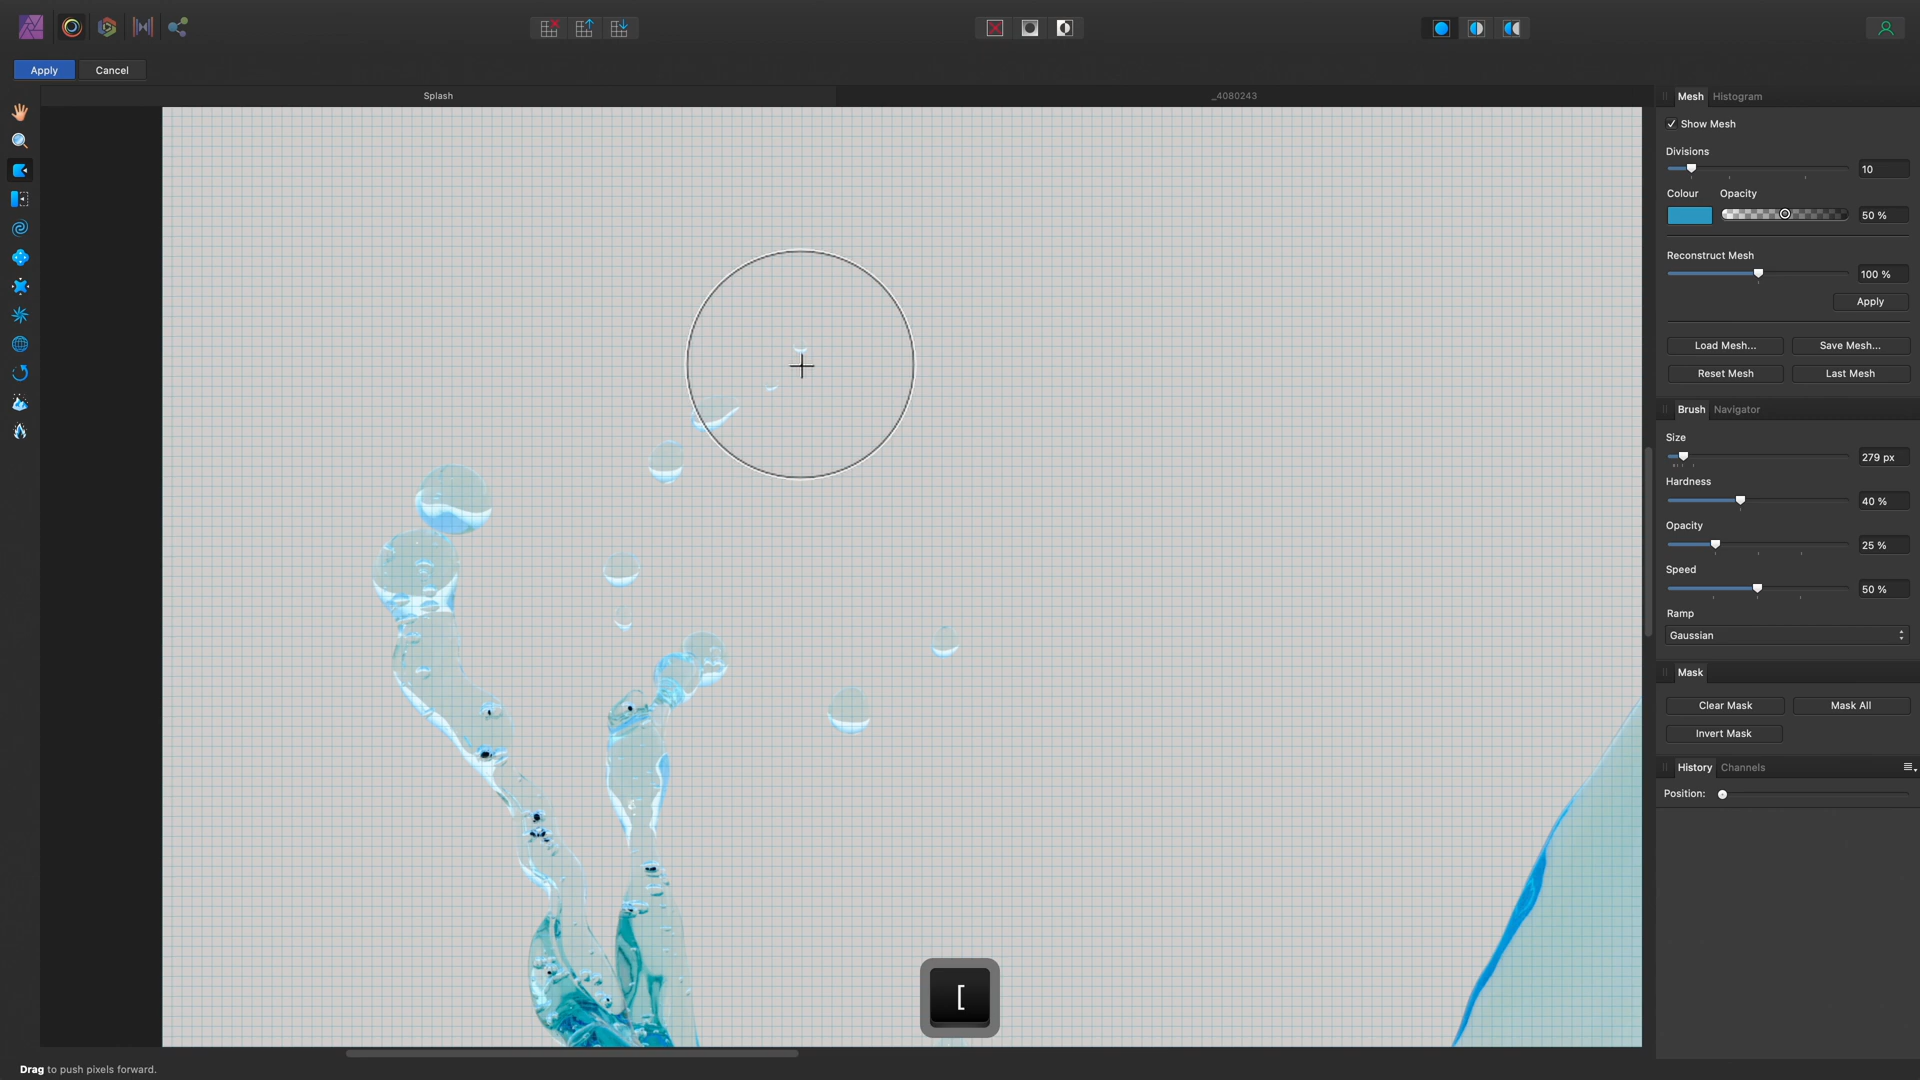 Apply
Cancel
Splash
_4080243
Mesh
Histogram
Show Mesh
Divisions
10
Colour
Opacity
50 %
Reconstruct Mesh
100 %
Apply
Load Mesh...
Save Mesh...
Reset Mesh
Last Mesh
Brush
Navigator
Size
279 px
Hardness
40 %
Opacity
25 %
Speed
50 %
Ramp
Gaussian
Mask
Clear Mask
Mask All
Invert Mask
History
Channels
Position:
[
Drag to push pixels forward.